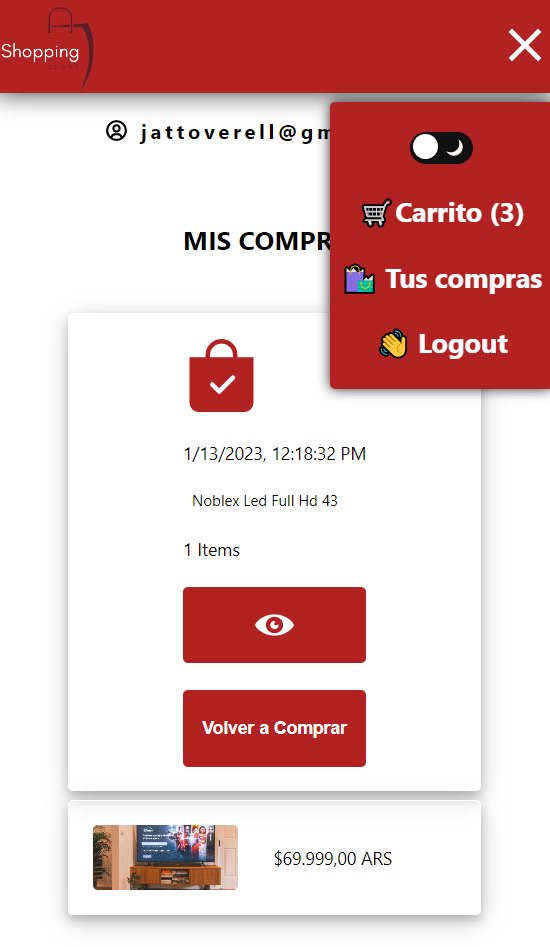 Shopping
jattoverell@gm
Carrito (3)
MIS COMPR
Tus compras
Logout
1/13/2023, 12:18:32 PM
Noblex Led Full Hd 43
1 Items
Volver a Comprar
$69.999,00 ARS